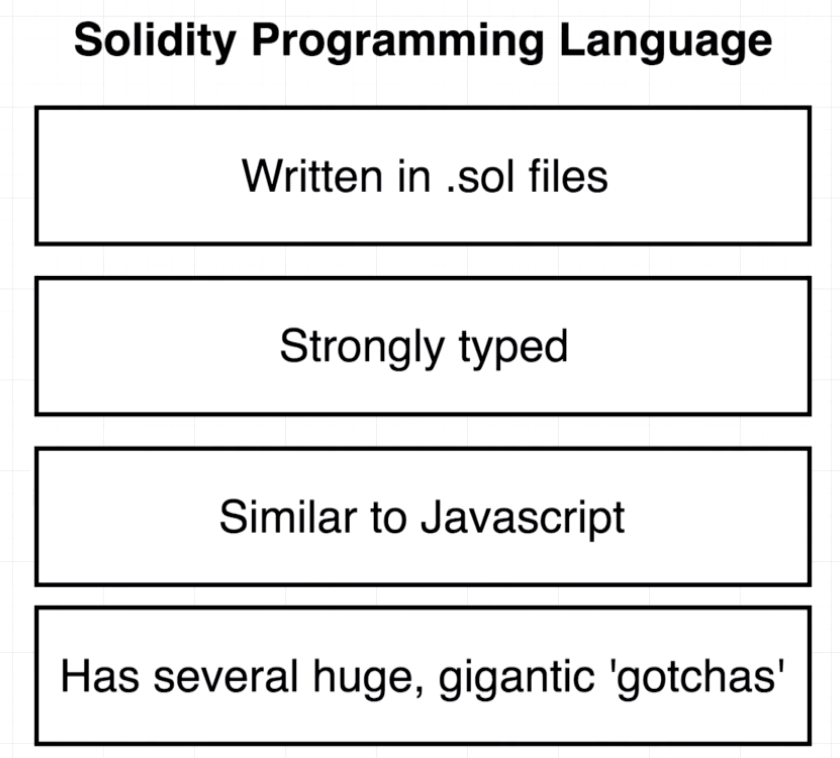 Solidity Programming Language
Written in .sol files
Strongly typed
Similar to Javascript
Has several huge, gigantic 'gotchas'